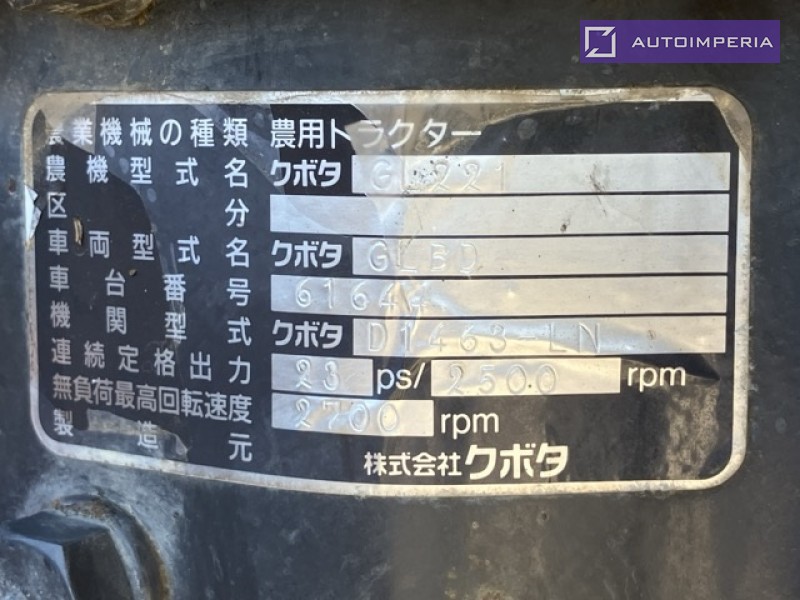 AUTOIMPERIA
農業機械の種類 農用トラクター
農機型式名 クボタ GL221
区分
車両型式名 クボタ GLBD
車台番号
機関型式 クボタ D1463-LN
連続定格出力 23 ps/ 2500 rpm
無負荷最高回転速度 2700 rpm
製造元 株式会社クボタ